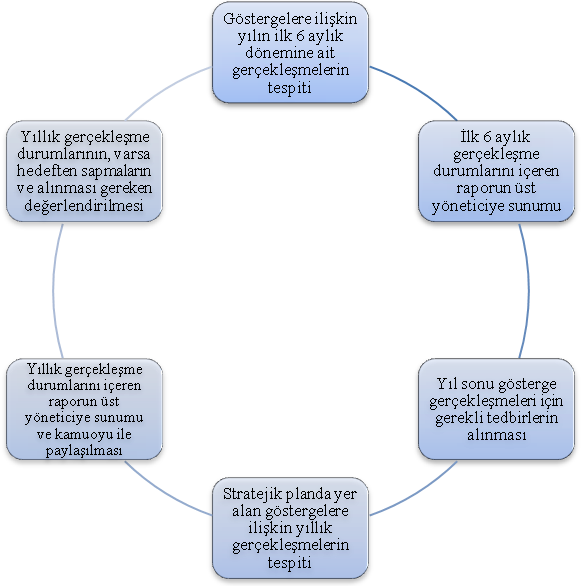 Göstergelere ilişkin
yılın ilk 6 aylık
dönemine ait
gerçekleşmelerin
tespiti
İlk 6 aylık
gerçekleşme
durumlarını içeren
raporun üst
yöneticiye sunumu
Yıl sonu gösterge
gerçekleşmeleri için
gerekli tedbirlerin
alınması
Stratejik planda yer
alan göstergelere
ilişkin yıllık
gerçekleşmelerin
tespiti
Yıllık gerçekleşme
durumlarını içeren
raporun üst
yöneticiye sunumu
ve kamuoyu ile
paylaşılması
Yıllık gerçekleşme
durumlarının, varsa
hedeften sapmaların
ve alınması gereken
değerlendirilmesi